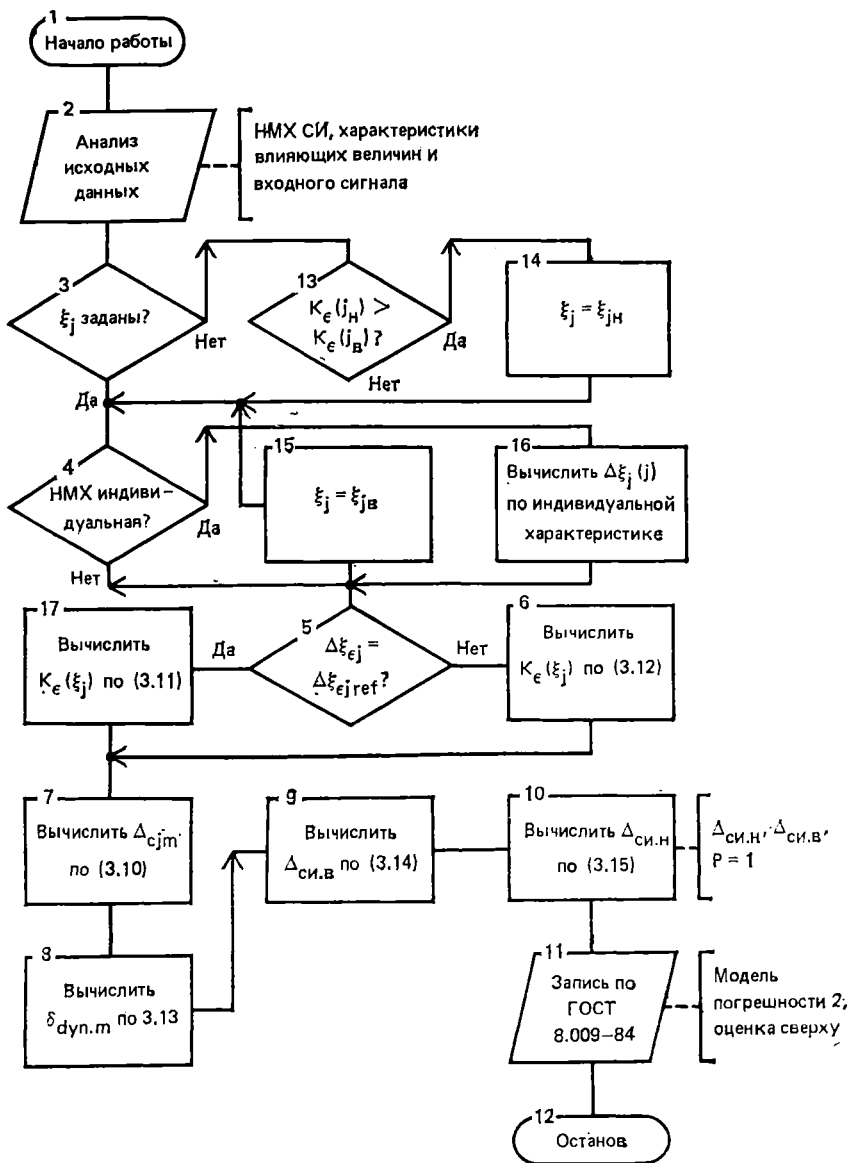 1
Начало работы
2
Анализ
исходных
данных
НМХ СИ, характеристики
влияющих величин и
входного сигнала
3
ξj заданы?
Нет
Да
13
Kϵ(jн) >
Kϵ(jв)?
Да
Нет
14
ξj = ξjн
4
НМХ индиви-
дуальная?
Да
Нет
15
ξj = ξjв
16
Вычислить Δξj(j)
по индивидуальной
характеристике
17
Вычислить
Kϵ(ξj) по (3.11)
Да
5
Δξϵj =
Δξϵj ref?
Нет
6
Вычислить
Kϵ(ξj) по (3.12)
7
Вычислить Δcjm
по (3.10)
9
Вычислить
Δси.в по (3.14)
10
Вычислить Δси.н
по (3.15)
Δси.н, Δси.в,
P = 1
8
Вычислить
δdyn.m по 3.13
11
Запись по
ГОСТ
8.009–84
Модель
погрешности 2,
оценка сверху
12
Останов